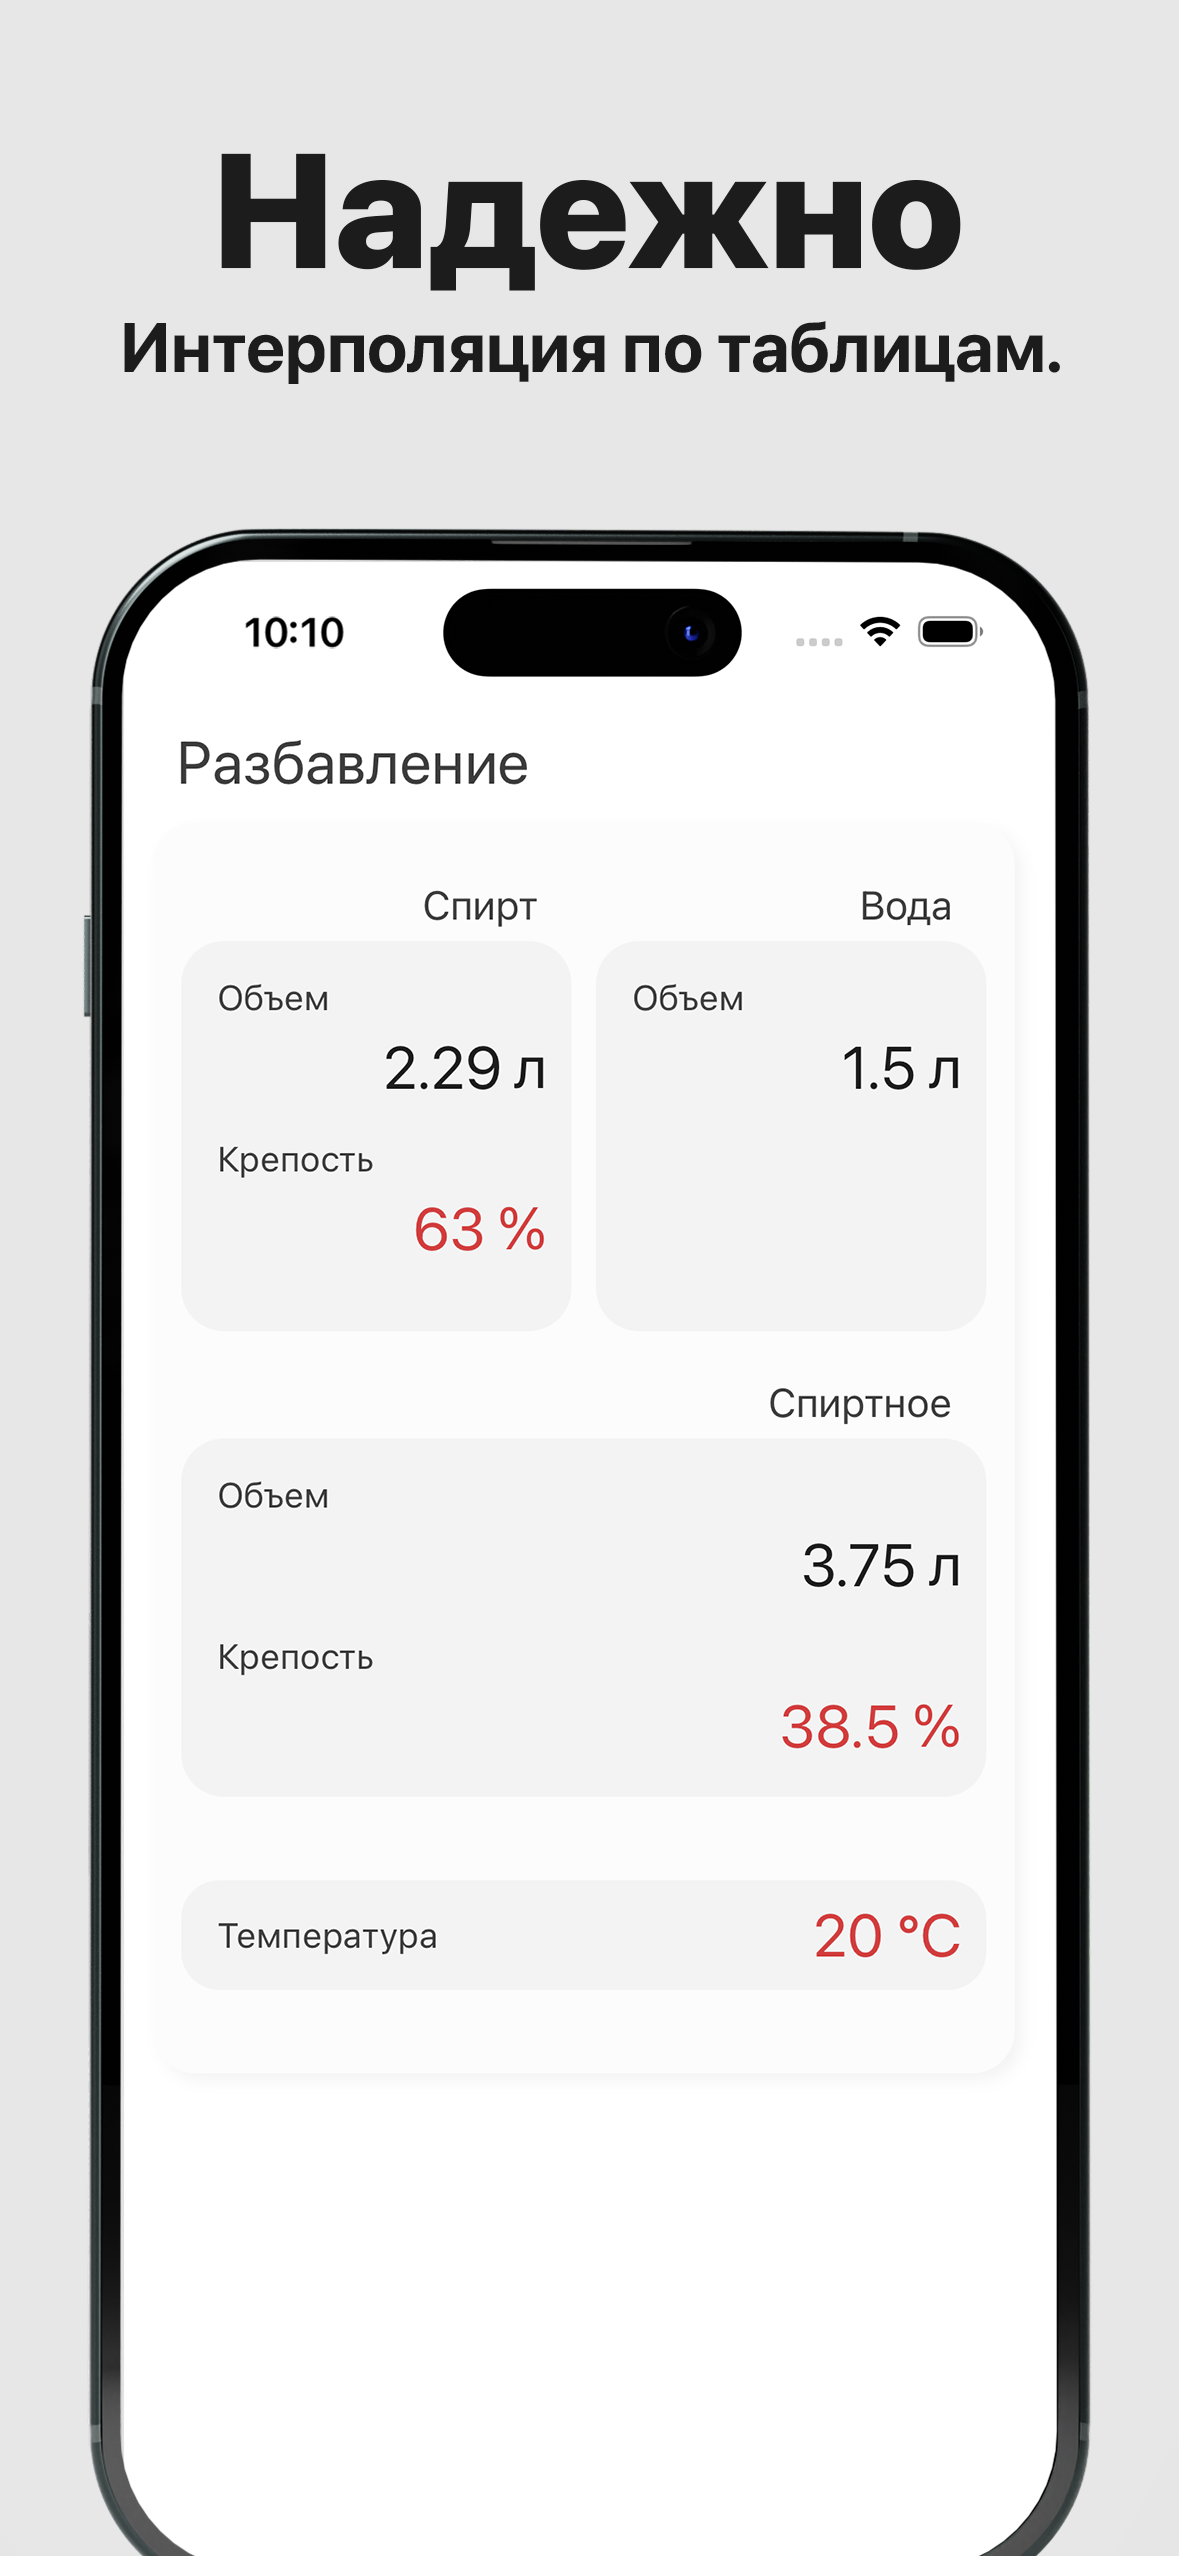 Надежно
Интерполяция по таблицам.
10:10
Разбавление
Спирт
Вода
Объем
2.29 л
Крепость
63 %
Объем
1.5 л
Спиртное
Объем
3.75 л
Крепость
38.5 %
Температура
20 °C